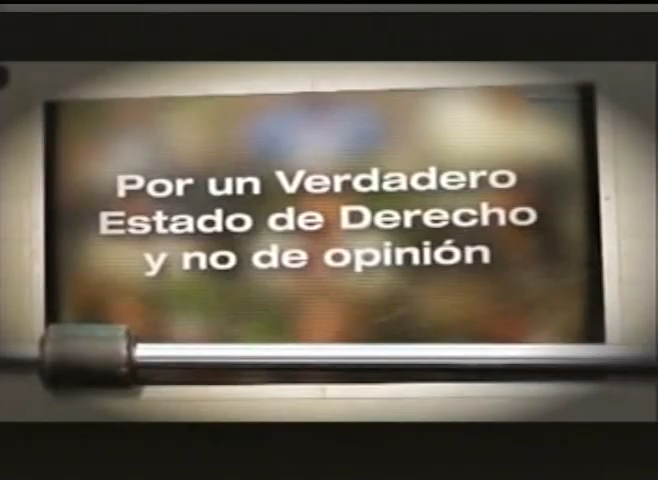 Por un Verdadero
Estado de Derecho
y no de opinión